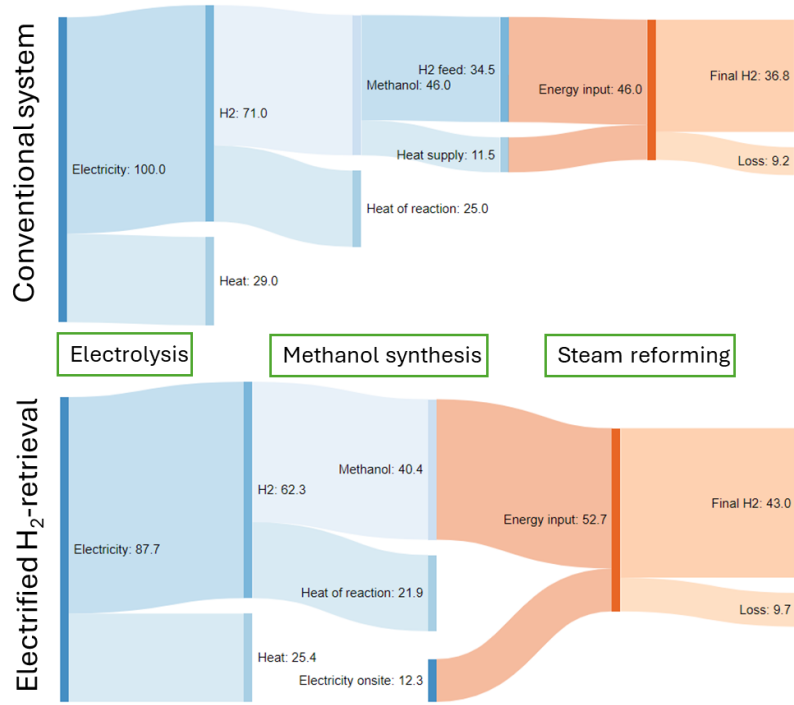 Conventional system
Electricity: 100.0
H2: 71.0
Heat: 29.0
Methanol: 46.0
Heat of reaction: 25.0
H2 feed: 34.5
Heat supply: 11.5
Energy input: 46.0
Final H2: 36.8
Loss: 9.2
Electrolysis
Methanol synthesis
Steam reforming
Electrified H₂-retrieval
Electricity: 87.7
H2: 62.3
Heat: 25.4
Methanol: 40.4
Heat of reaction: 21.9
Electricity onsite: 12.3
Energy input: 52.7
Final H2: 43.0
Loss: 9.7